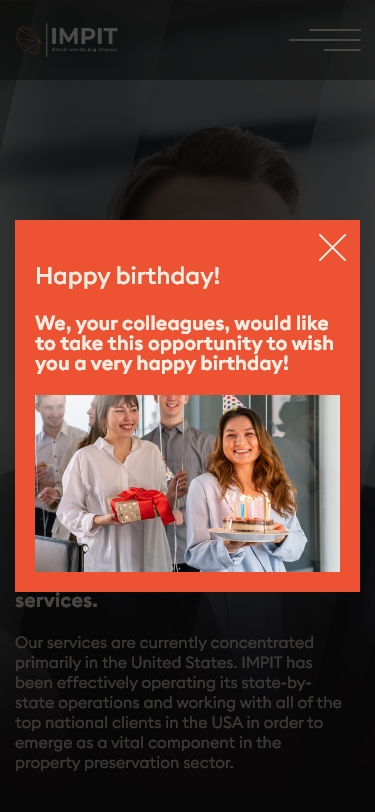 IMPIT
Small words, big impact
Happy birthday!
We, your colleagues, would like
to take this opportunity to wish
you a very happy birthday!
services.
Our services are currently concentrated
primarily in the United States. IMPIT has
been effectively operating its state-by-
state operations and working with all of the
top national clients in the USA in order to
emerge as a vital component in the
property preservation sector.